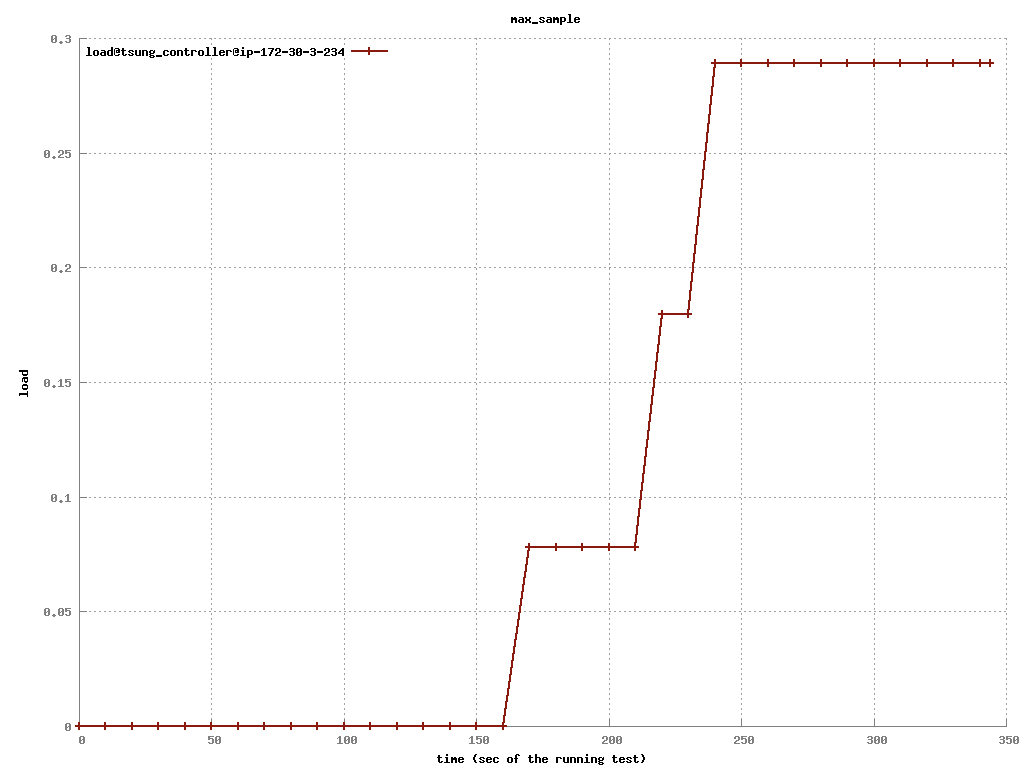 max_sample
load@tsung_controller@ip-172-30-3-234
0.3
0.25
0.2
0.15
0.1
0.05
0
load
0 50 100 150 200 250 300 350
time (sec of the running test)